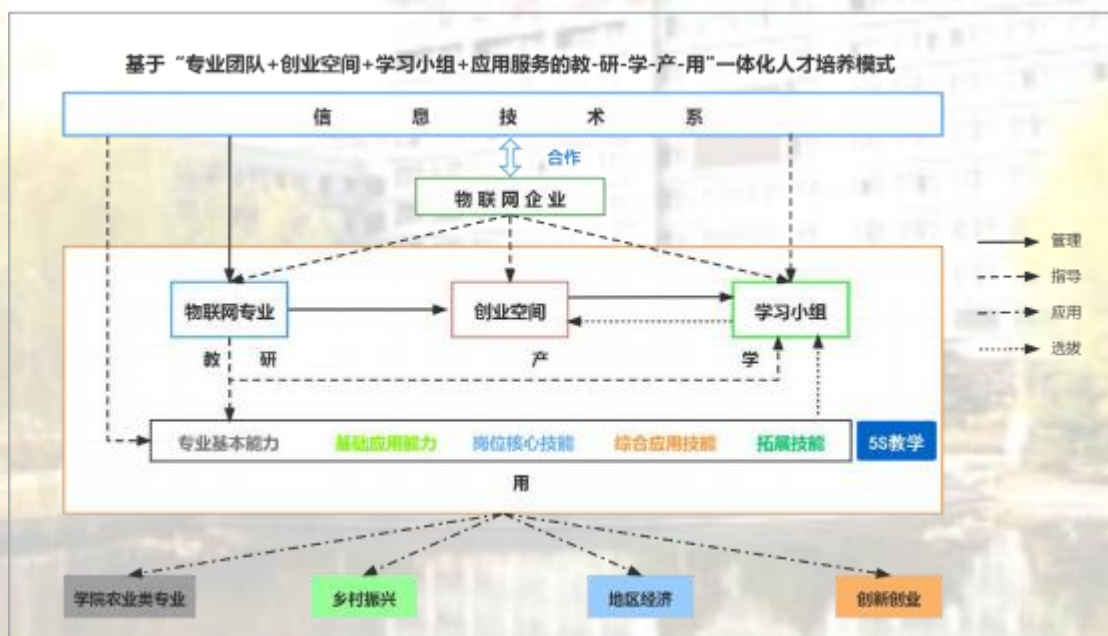 基于“专业团队+创业空间+学习小组+应用服务的教-研-学-产-用"一体化人才培养模式
信息技术系
合作
物联网企业
管理
指导
应用
选拔
物联网专业
创业空间
学习小组
教 研 产 学
专业基本能力 基础应用能力 岗位核心技能 综合应用技能 拓展技能 5S教学
用
学院农业类专业 乡村振兴 地区经济 创新创业